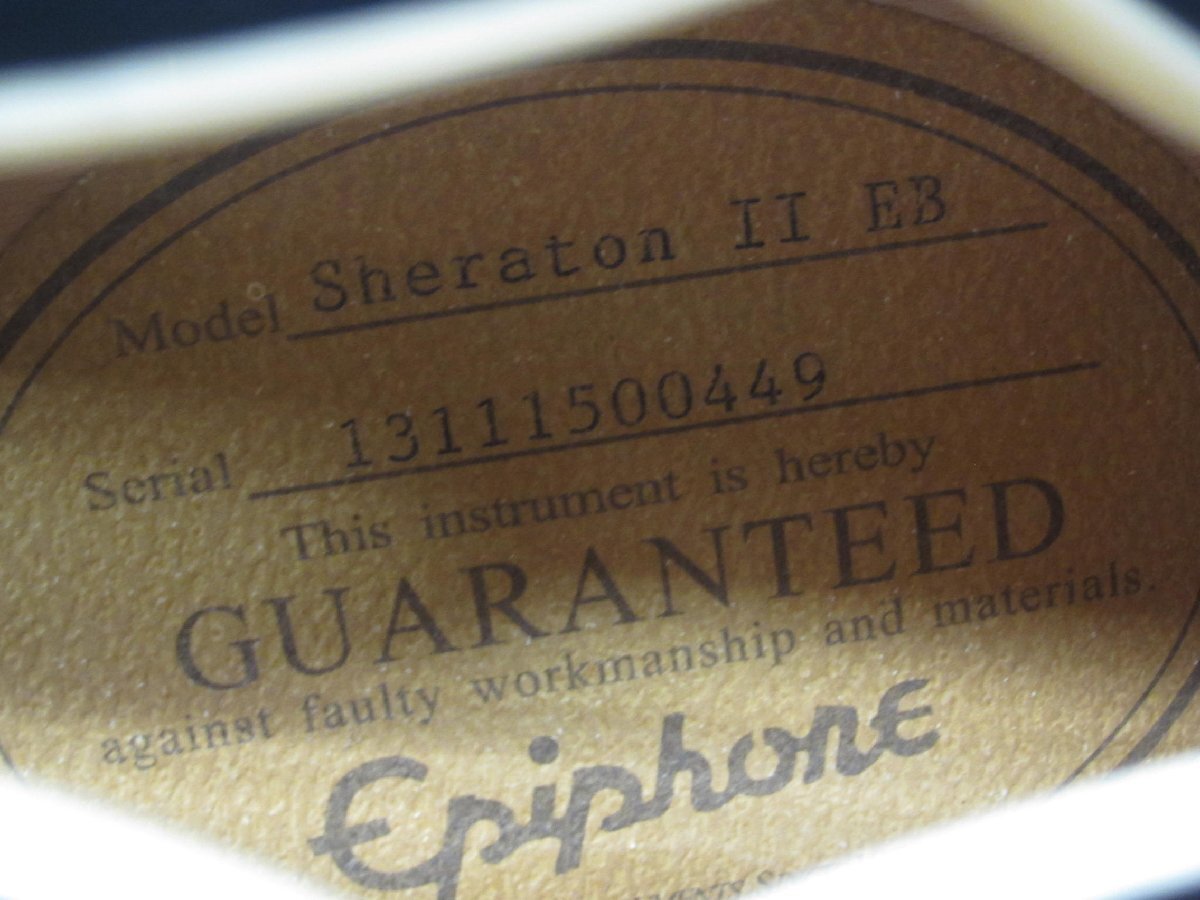 Model Sheraton II EB
Serial 13111500449
This instrument is hereby
GUARANTEED
against faulty workmanship and materials.
Epiphone